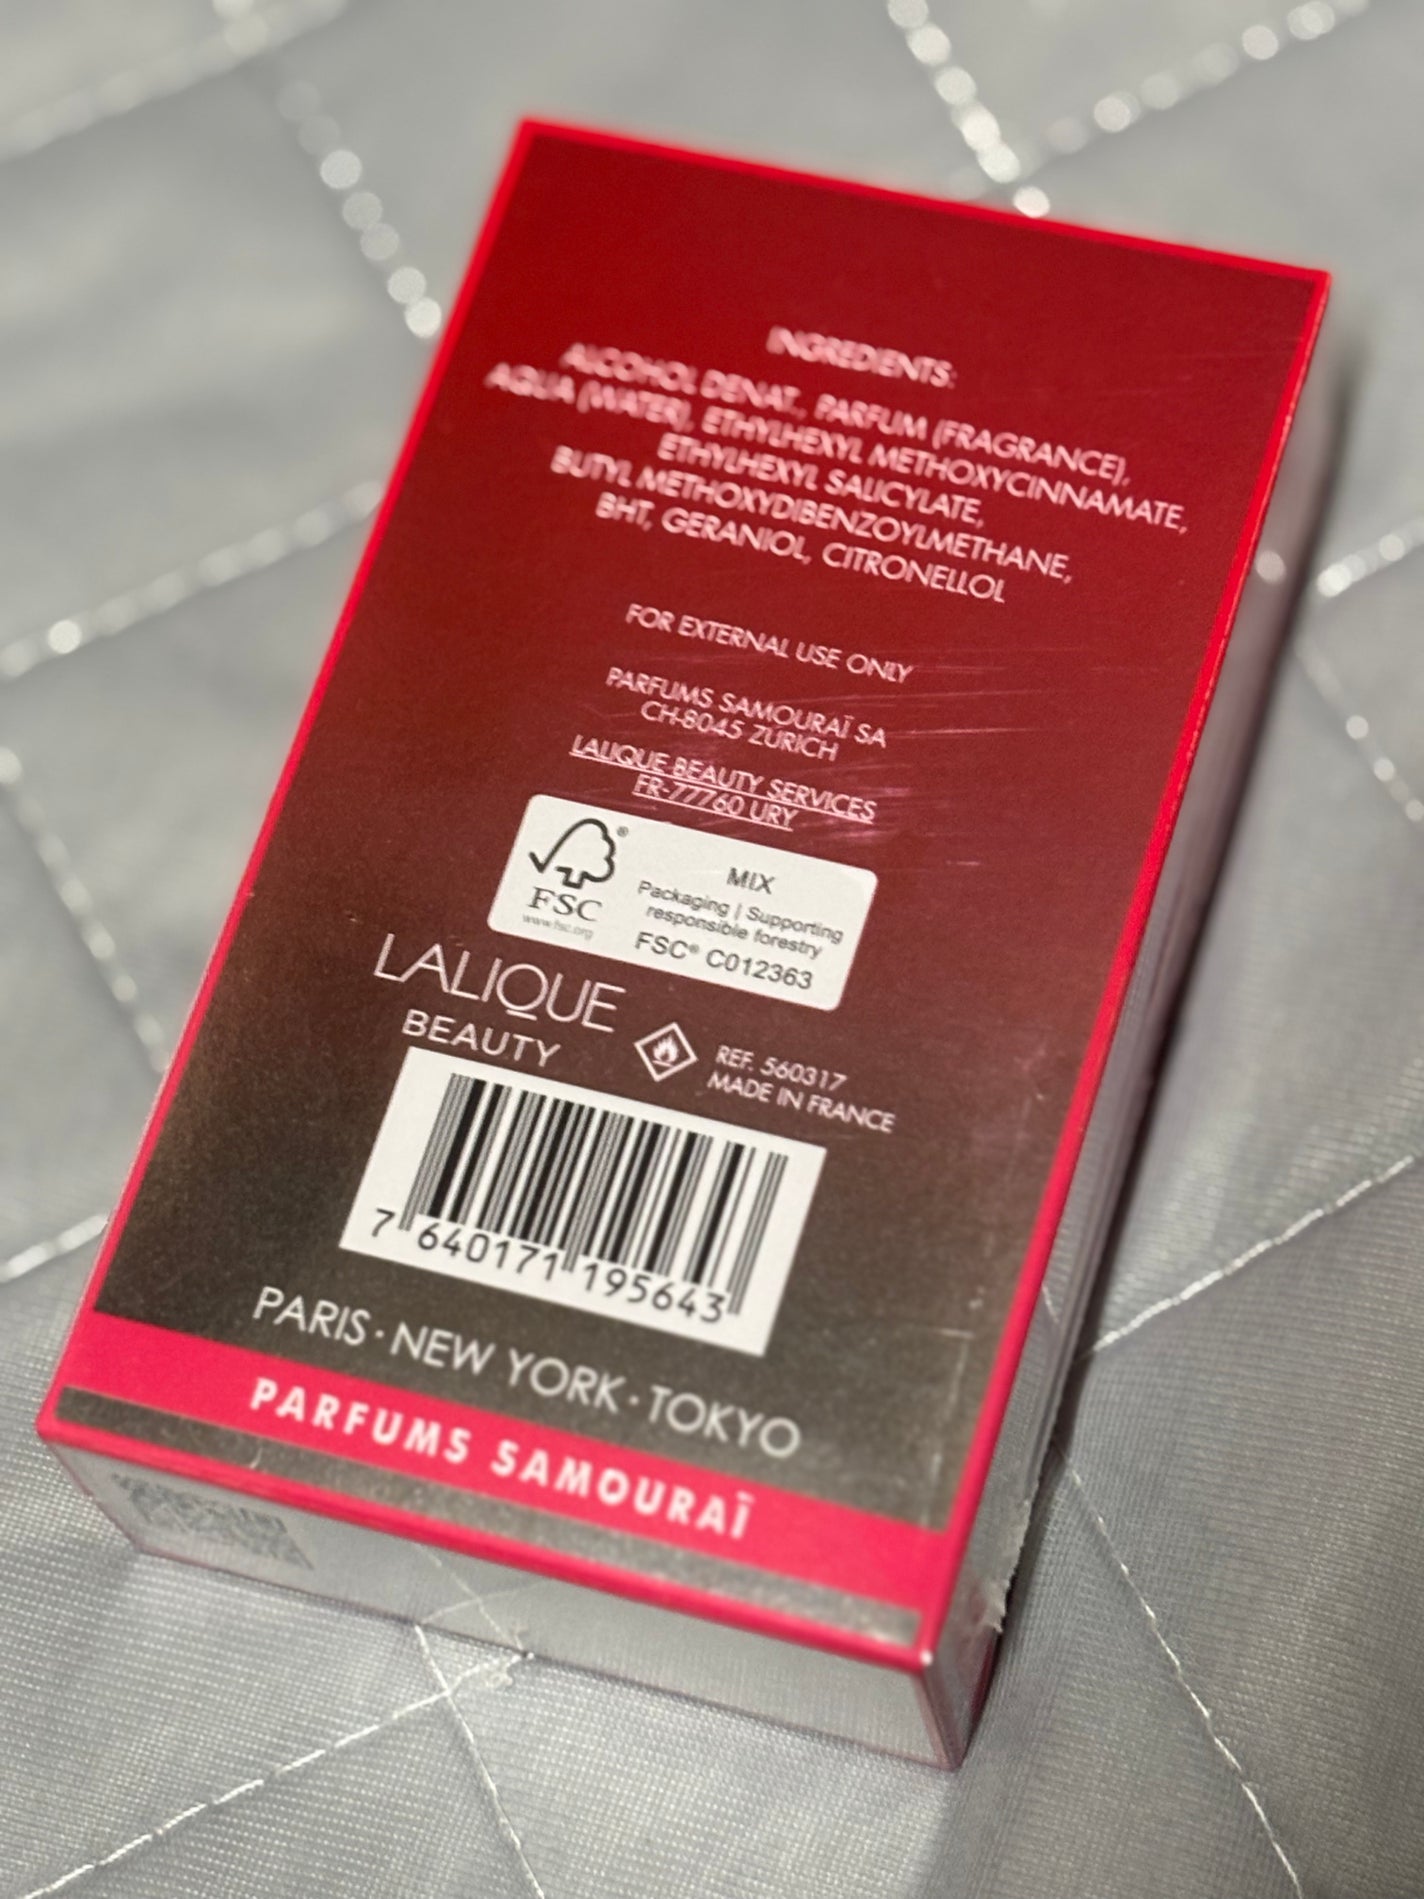 INGREDIENTS:
ALCOHOL DENAT., PARFUM (FRAGRANCE),
AQUA (WATER), ETHYLHEXYL METHOXYCINNAMATE,
ETHYLHEXYL SALICYLATE,
BUTYL METHOXYDIBENZOYLMETHANE,
BHT, GERANIOL, CITRONELLOL
FOR EXTERNAL USE ONLY
PARFUMS SAMOURAÏ SA
CH-8045 ZURICH
LALIQUE BEAUTY SERVICES
FR-77760 URY
FSC®
www.fsc.org
MIX
Packaging | Supporting
responsible forestry
FSC® C012363
LALIQUE
BEAUTY
REF. 560317
MADE IN FRANCE
7 640171 195643
PARIS · NEW YORK · TOKYO
PARFUMS SAMOURAÏ